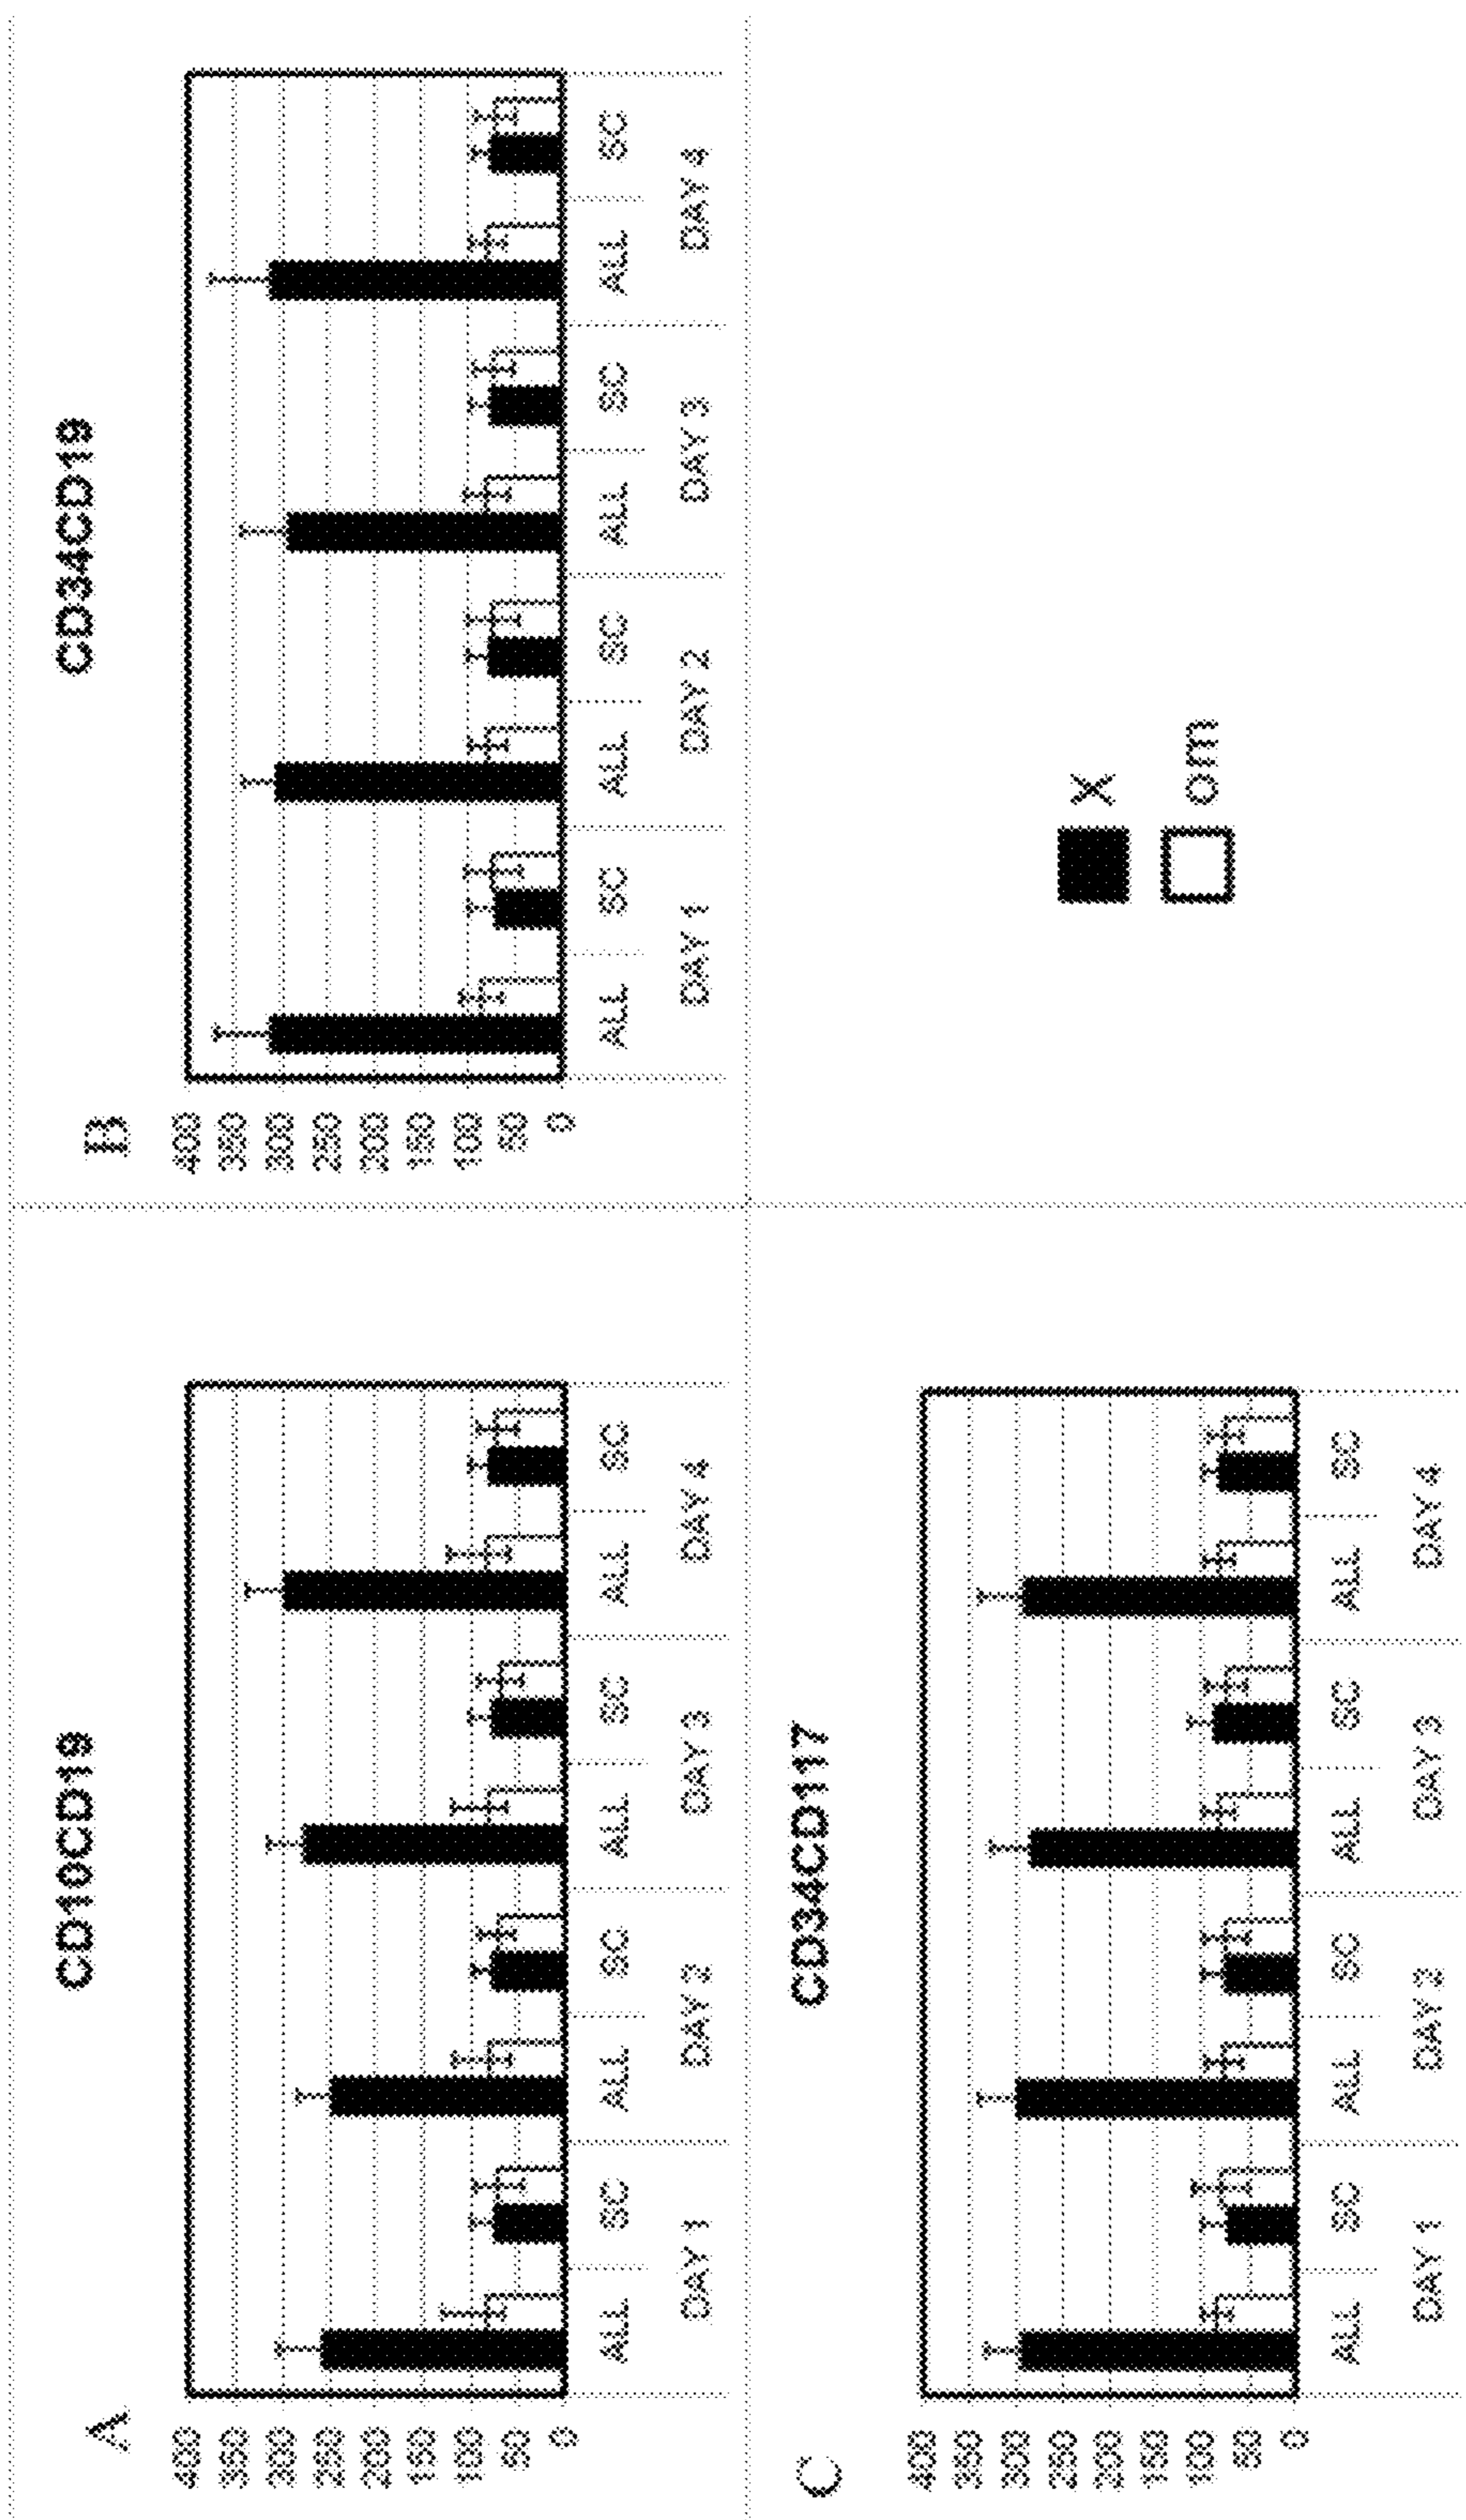 A
CD10CD19
400
350
300
250
200
150
100
50
0
ALL SC ALL SC ALL SC ALL SC
DAY 1 DAY 2 DAY 3 DAY 4
B
CD34CD19
400
350
300
250
200
150
100
50
0
ALL SC ALL SC ALL SC ALL SC
DAY 1 DAY 2 DAY 3 DAY 4
C
CD34CD117
400
350
300
250
200
150
100
50
0
ALL SC ALL SC ALL SC ALL SC
DAY 1 DAY 2 DAY 3 DAY 4
X
om